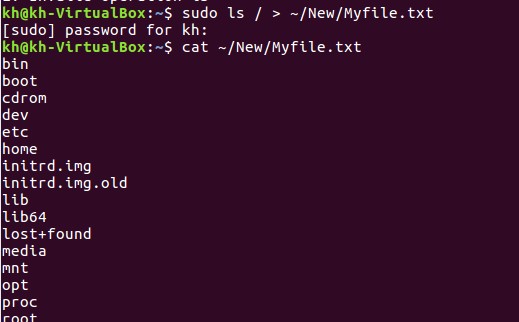 kh@kh-VirtualBox:~$ sudo ls / > ~/New/Myfile.txt
[sudo] password for kh:
kh@kh-VirtualBox:~$ cat ~/New/Myfile.txt
bin
boot
cdrom
dev
etc
home
initrd.img
initrd.img.old
lib
lib64
lost+found
media
mnt
opt
proc
root